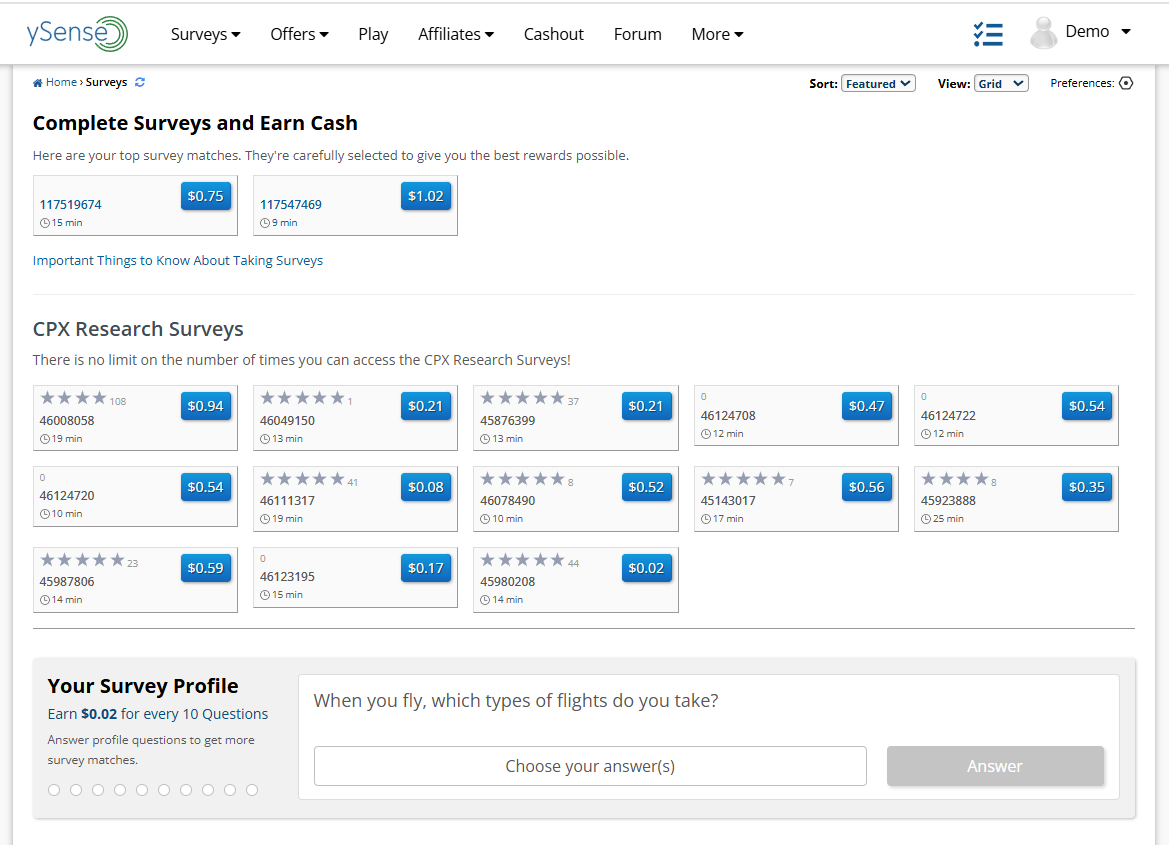 ySense
Surveys Offers Play Affiliates Cashout Forum More Demo
Home › Surveys Sort: Featured View: Grid Preferences:
Complete Surveys and Earn Cash
Here are your top survey matches. They're carefully selected to give you the best rewards possible.
117519674 $0.75
15 min
117547469 $1.02
9 min
Important Things to Know About Taking Surveys
CPX Research Surveys
There is no limit on the number of times you can access the CPX Research Surveys!
108 $0.94
46008058
19 min
1 $0.21
46049150
13 min
37 $0.21
45876399
13 min
0 $0.47
46124708
12 min
0 $0.54
46124722
12 min
0 $0.54
46124720
10 min
41 $0.08
46111317
19 min
8 $0.52
46078490
10 min
7 $0.56
45143017
17 min
8 $0.35
45923888
25 min
23 $0.59
45987806
14 min
0 $0.17
46123195
15 min
44 $0.02
45980208
14 min
Your Survey Profile
Earn $0.02 for every 10 Questions
Answer profile questions to get more
survey matches.
When you fly, which types of flights do you take?
Choose your answer(s) Answer